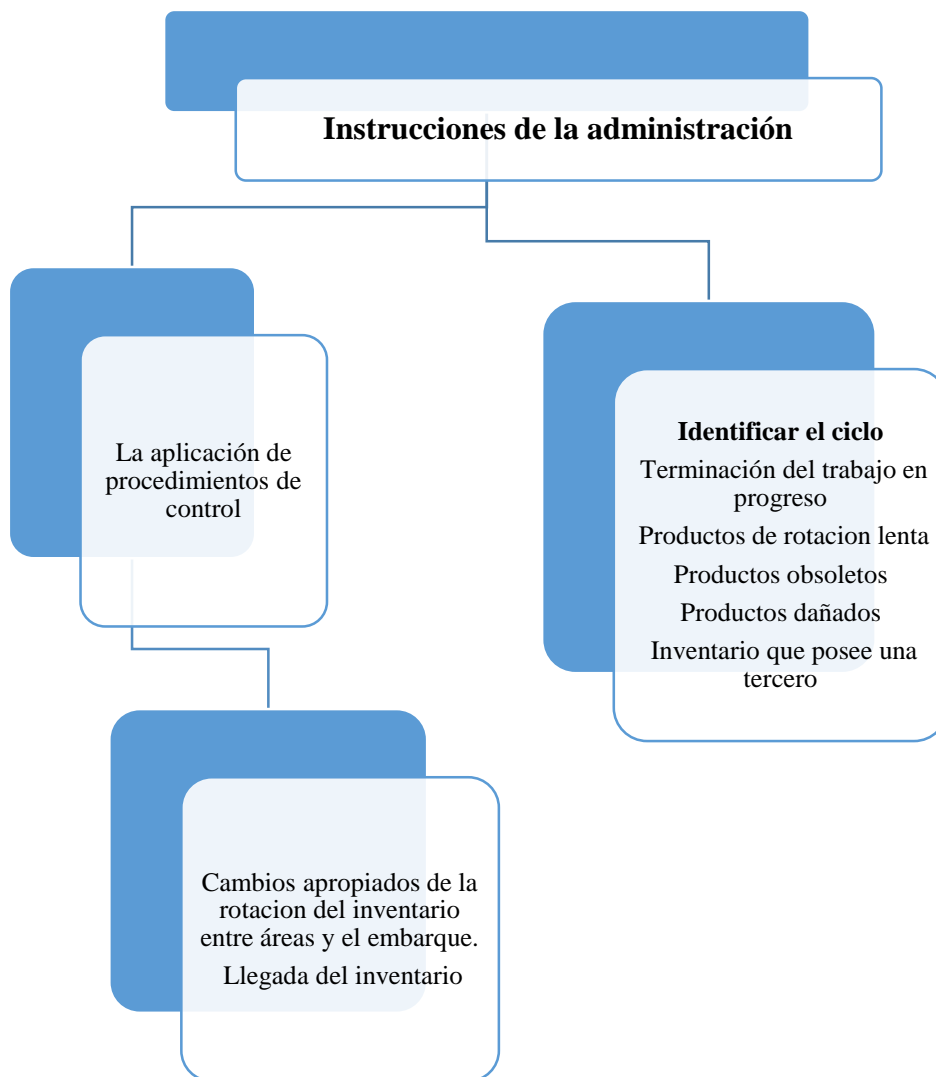 Instrucciones de la administración
La aplicación de
procedimientos de
control
Identificar el ciclo
Terminación del trabajo en
progreso
Productos de rotacion lenta
Productos obsoletos
Productos dañados
Inventario que posee una
tercero
Cambios apropiados de la
rotacion del inventario
entre áreas y el embarque.
Llegada del inventario